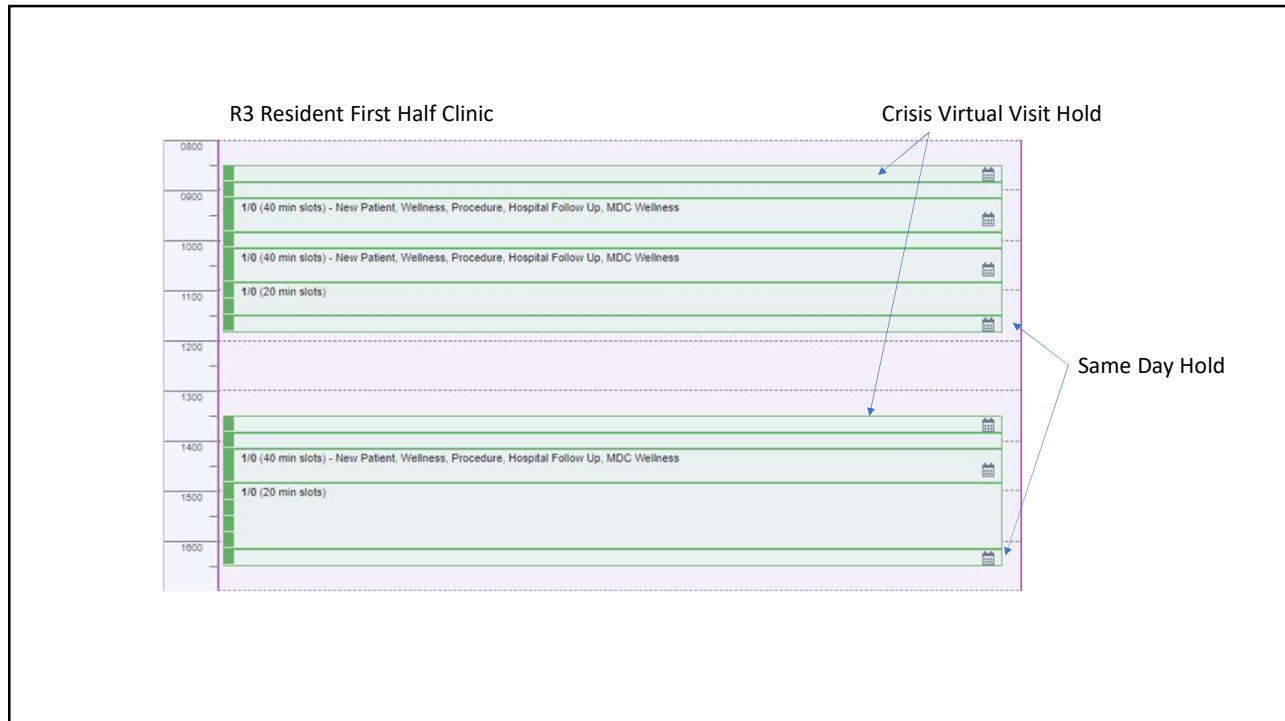 R3 Resident First Half Clinic
Crisis Virtual Visit Hold
0800
0900
1/0 (40 min slots) - New Patient, Wellness, Procedure, Hospital Follow Up, MDC Wellness
1000
1/0 (40 min slots) - New Patient, Wellness, Procedure, Hospital Follow Up, MDC Wellness
1100
1/0 (20 min slots)
1200
Same Day Hold
1300
1400
1/0 (40 min slots) - New Patient, Wellness, Procedure, Hospital Follow Up, MDC Wellness
1500
1/0 (20 min slots)
1600